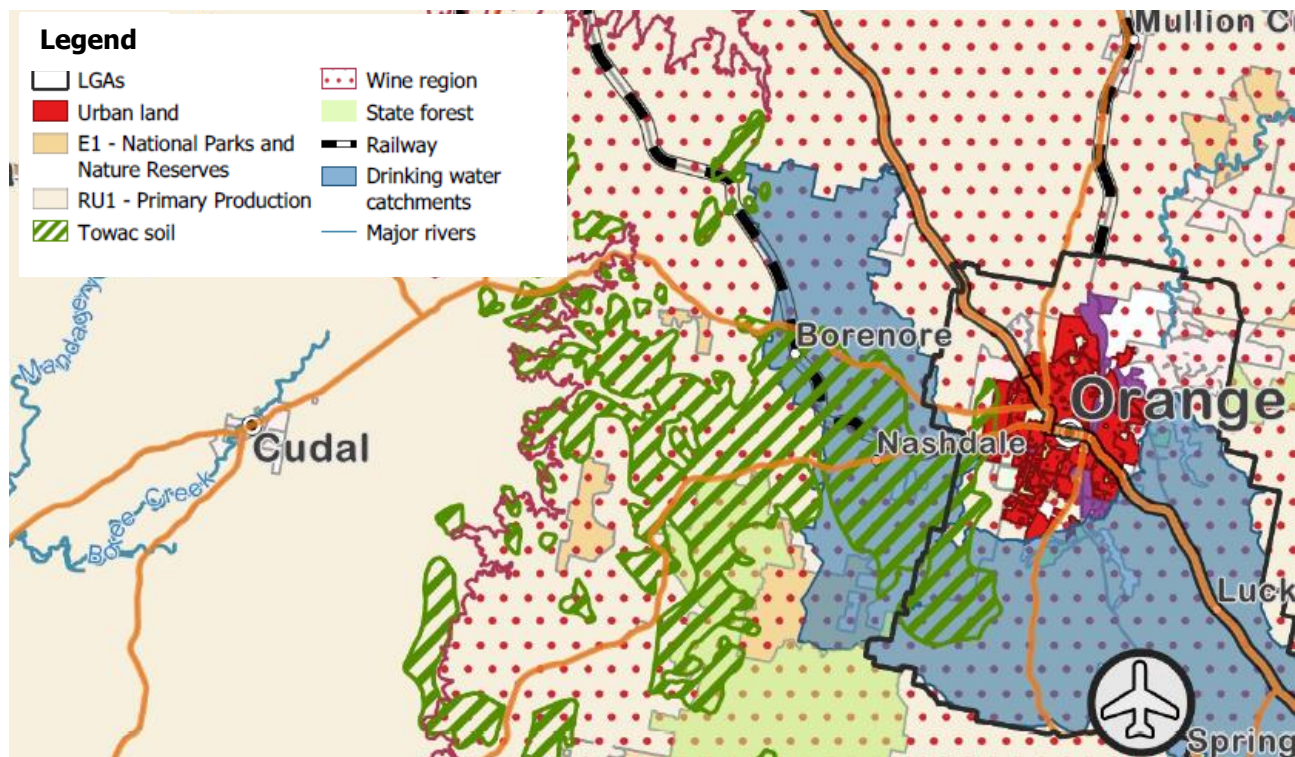 Legend
LGAs
Urban land
E1 - National Parks and
Nature Reserves
RU1 - Primary Production
Towac soil
Wine region
State forest
Railway
Drinking water
catchments
Major rivers
Mullion C
Mandagery
Borenore
Orange
Cudal
Nashdale
Boree Creek
Luck
Spring